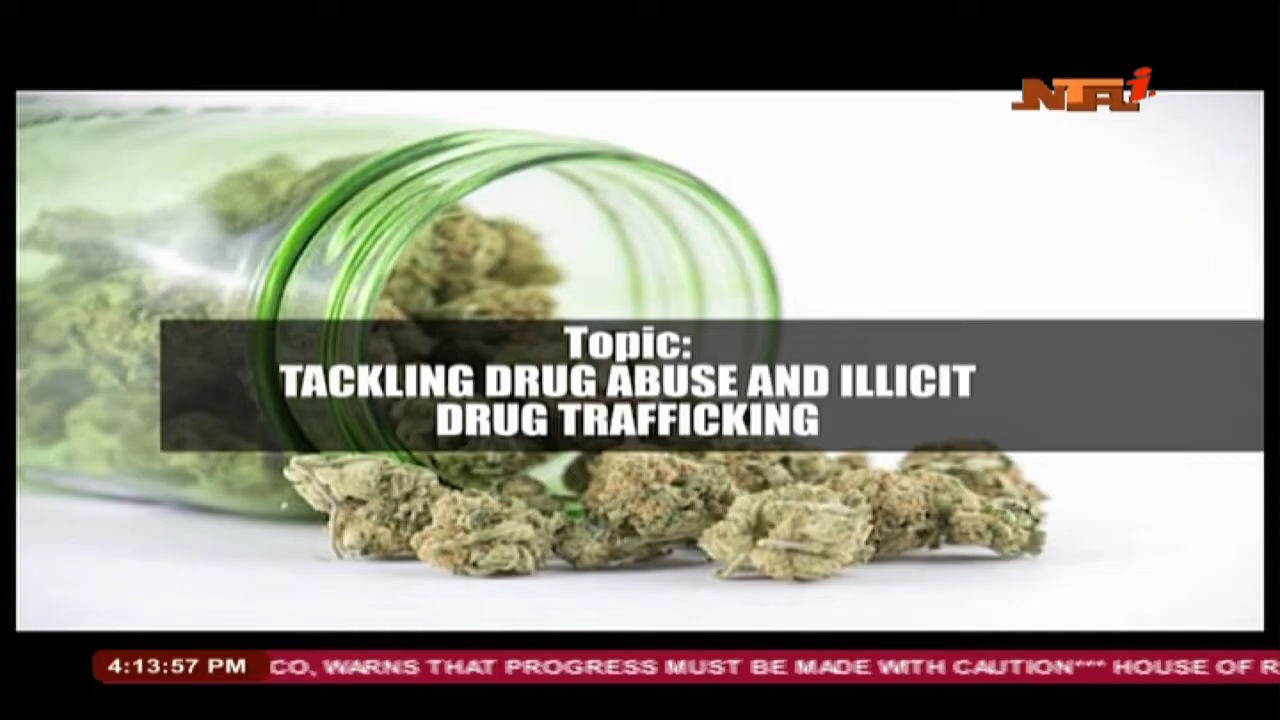 NTAi
Topic:
TACKLING DRUG ABUSE AND ILLICIT
DRUG TRAFFICKING
4:13:57 PM
CO, WARNS THAT PROGRESS MUST BE MADE WITH CAUTION*** HOUSE OF R